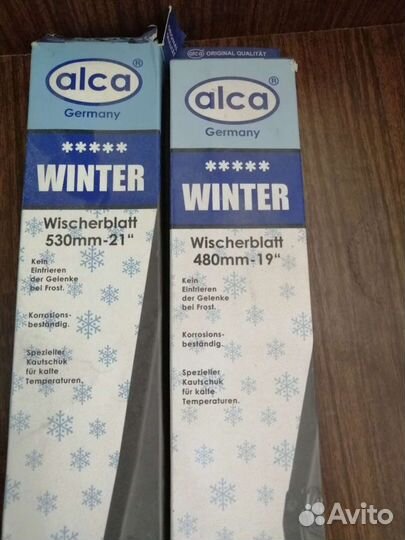 alca®
Germany
*****
WINTER
Wischerblatt
530mm-21"
Kein
Einfrieren
der Gelenke
bei Frost.
Korrosions-
beständig.
Spezieller
Kautschuk
für kalte
Temperaturen.
alca ORIGINAL QUALITÄT
alca®
Germany
*****
WINTER
Wischerblatt
480mm-19"
Kein
Einfrieren
der Gelenke
bei Frost.
Korrosions-
beständig.
Spezieller
Kautschuk
für kalte
Temperaturen.
Avito